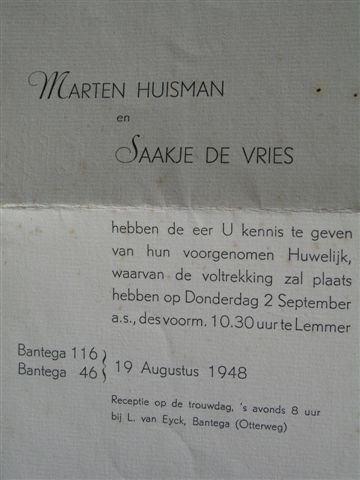 MARTEN HUISMAN
en
SAAKJE DE VRIES
hebben de eer U kennis te geven
van hun voorgenomen Huwelijk,
waarvan de voltrekking zal plaats
hebben op Donderdag 2 September
a.s., des voorm. 10.30 uur te Lemmer
Bantega 116 }
Bantega 46 } 19 Augustus 1948
Receptie op de trouwdag, 's avonds 8 uur
bij L. van Eyck, Bantega (Otterweg)